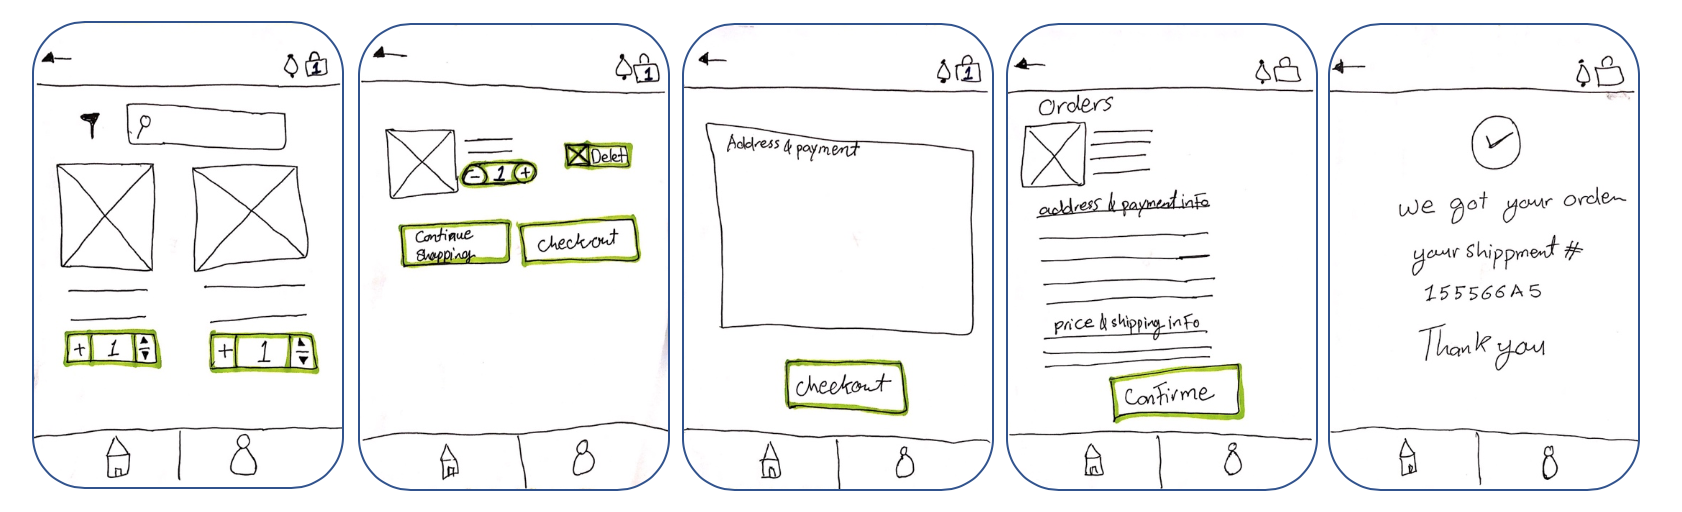 1
+ 1
+ 1
1
- 1 +
Delet
Continue
Shopping
checkout
1
Address & payment
checkout
Orders
address & payment info
price & shipping info
Confirme
we got your order
your shippment #
155566A5
Thank you